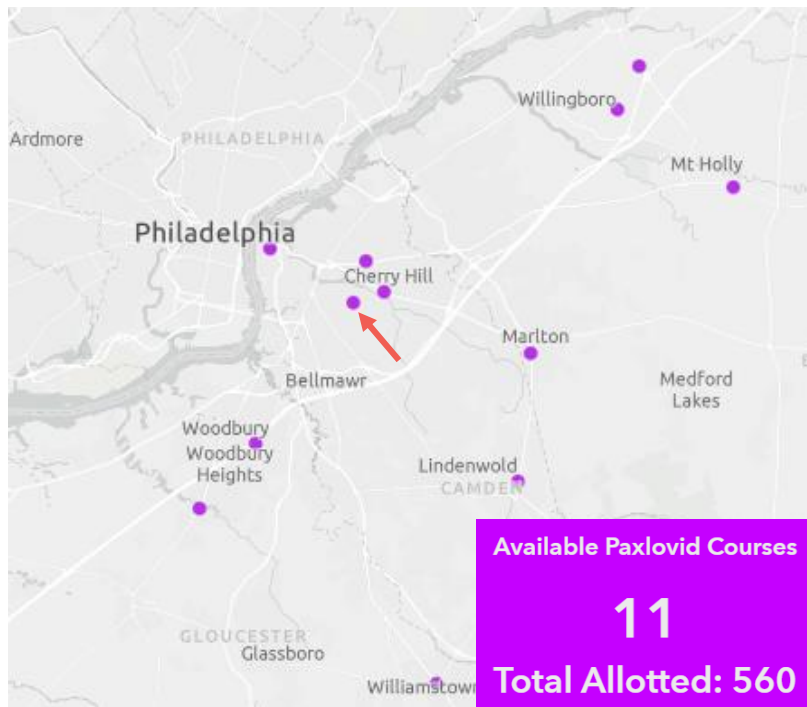 Willingboro
Ardmore
PHILADELPHIA
Mt Holly
Philadelphia
Cherry Hill
Marlton
Bellmawr
Medford
Lakes
Woodbury
Woodbury
Heights
Lindenwold
CAMDEN
Available Paxlovid Courses
11
Total Allotted: 560
GLOUCESTER
Glassboro
Williamstown